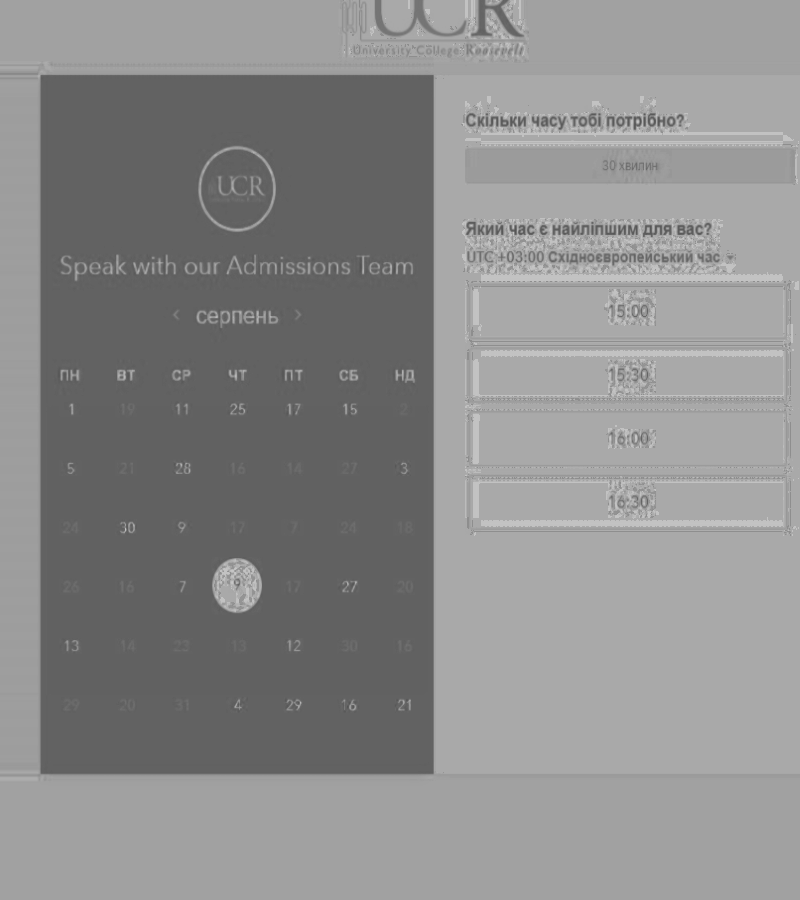 UCR
University College Roosevelt
UCR
Speak with our Admissions Team
серпень
ПН ВТ СР ЧТ ПТ СБ НД
1 19 11 25 17 15 2
5 21 28 16 14 27 3
24 30 9 17 7 24 18
26 16 7 9 17 27 20
13 14 22 13 12 30 16
29 20 31 4 29 16 21
Скільки часу тобі потрібно?
30 хвилин
Який час є найліпшим для вас?
UTC +03:00 Східноєвропейський час
15:00
15:30
16:00
16:30